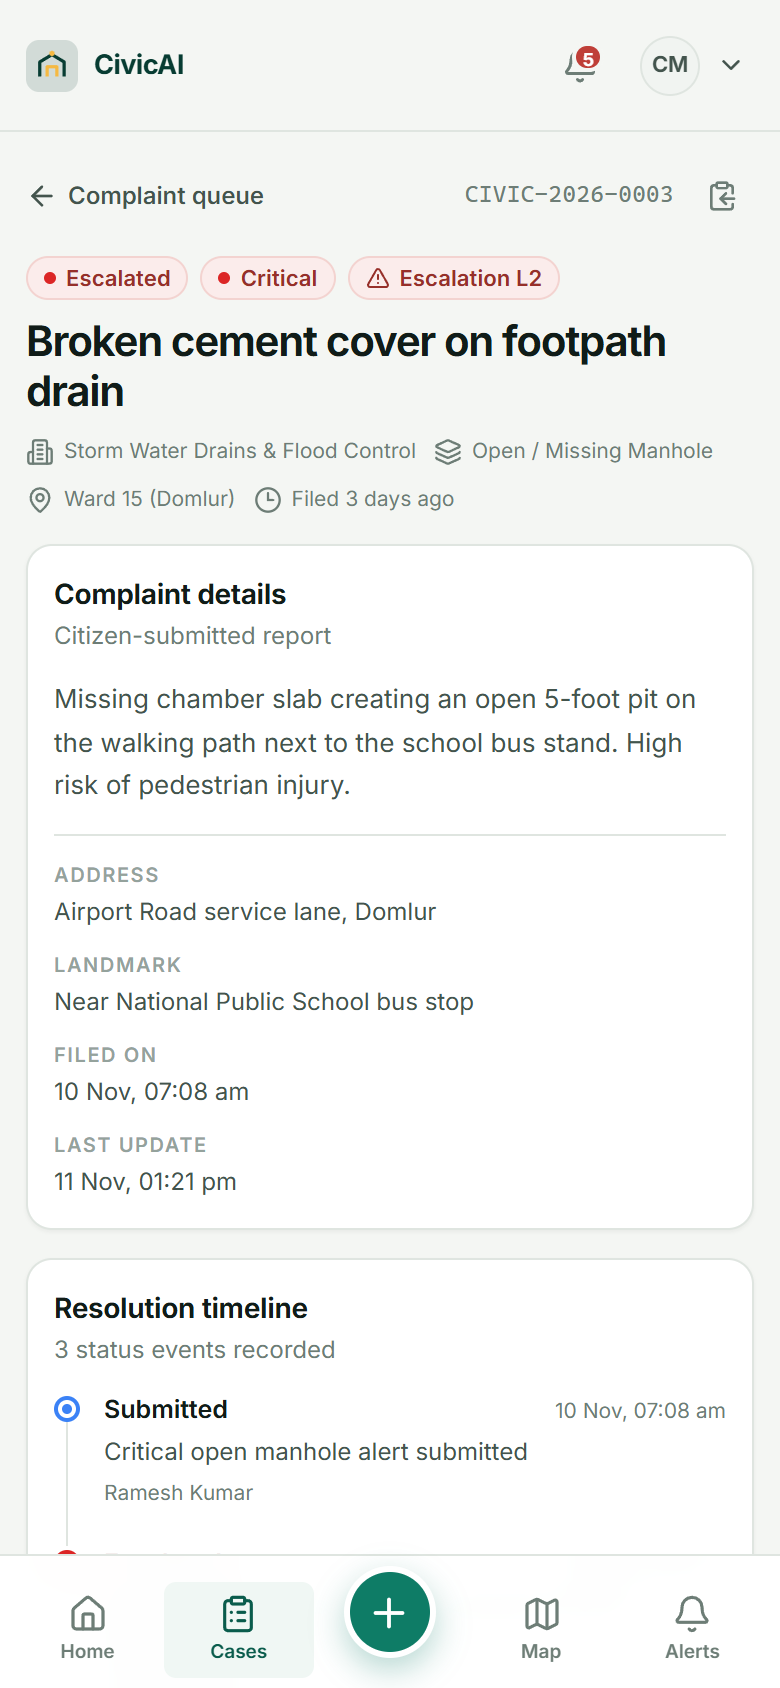 CivicAI
5
CM
Complaint queue
CIVIC-2026-0003
Escalated
Critical
Escalation L2
Broken cement cover on footpath
drain
Storm Water Drains & Flood Control
Open / Missing Manhole
Ward 15 (Domlur)
Filed 3 days ago
Complaint details
Citizen-submitted report
Missing chamber slab creating an open 5-foot pit on
the walking path next to the school bus stand. High
risk of pedestrian injury.
ADDRESS
Airport Road service lane, Domlur
LANDMARK
Near National Public School bus stop
FILED ON
10 Nov, 07:08 am
LAST UPDATE
11 Nov, 01:21 pm
Resolution timeline
3 status events recorded
Submitted
10 Nov, 07:08 am
Critical open manhole alert submitted
Ramesh Kumar
Home
Cases
Map
Alerts